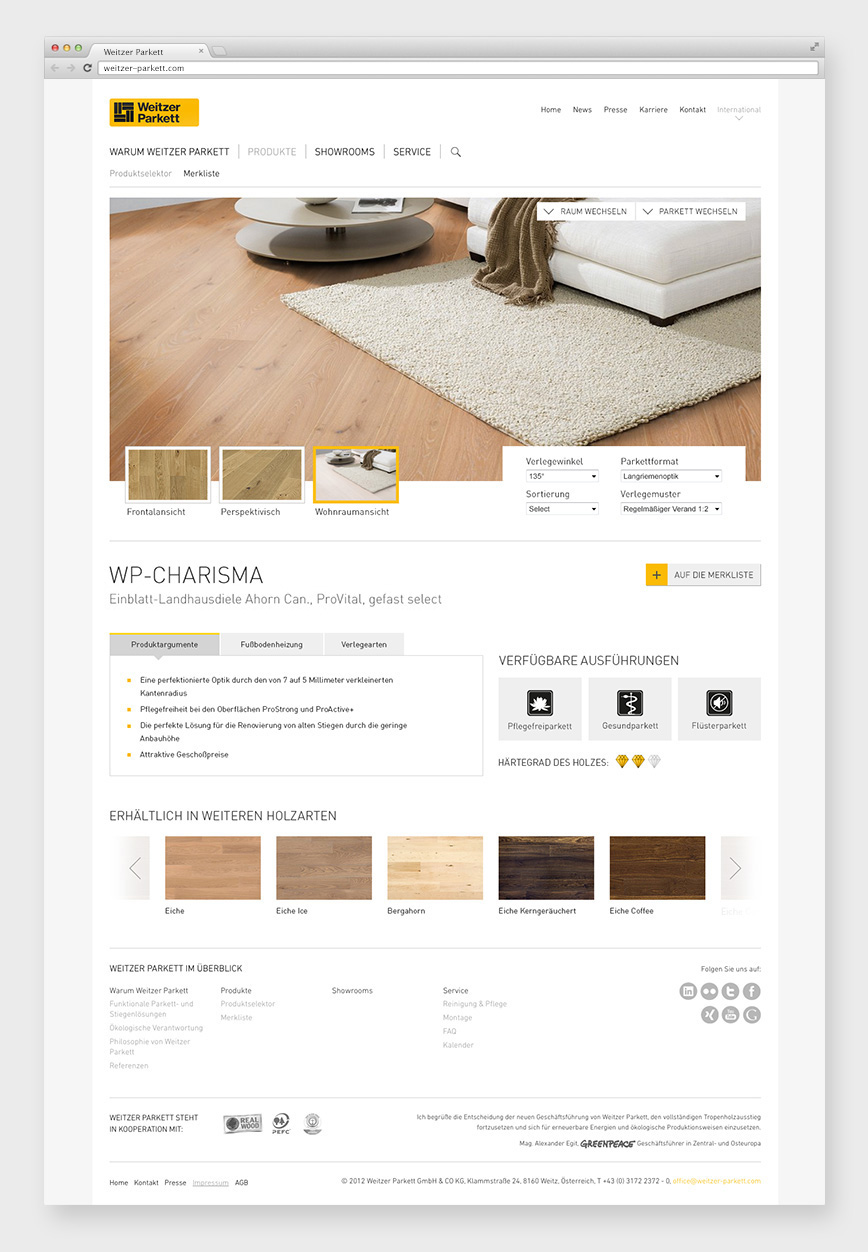 Weitzer Parkett
weitzer-parkett.com
Weitzer
Parkett
Home News Presse Karriere Kontakt International
WARUM WEITZER PARKETT PRODUKTE SHOWROOMS SERVICE
Produktselektor Merkliste
RAUM WECHSELN PARKETT WECHSELN
Frontalansicht Perspektivisch Wohnraumansicht
Verlegewinkel Parkettformat
135° Langriemenoptik
Sortierung Verlegemuster
Select Regelmäßiger Verand 1:2
WP-CHARISMA
Einblatt-Landhausdiele Ahorn Can., ProVital, gefast select
+ AUF DIE MERKLISTE
Produktargumente Fußbodenheizung Verlegearten
Eine perfektionierte Optik durch den von 7 auf 5 Millimeter verkleinerten
Kantenradius
Pflegefreiheit bei den Oberflächen ProStrong und ProActive+
Die perfekte Lösung für die Renovierung von alten Stiegen durch die geringe
Anbauhöhe
Attraktive Geschoßpreise
VERFÜGBARE AUSFÜHRUNGEN
Pflegefreiparkett Gesundparkett Flüsterparkett
HÄRTEGRAD DES HOLZES:
ERHÄLTLICH IN WEITEREN HOLZARTEN
Eiche Eiche Ice Bergahorn Eiche Kerngeräuchert Eiche Coffee Eiche
WEITZER PARKETT IM ÜBERBLICK
Warum Weitzer Parkett
Funktionale Parkett- und
Stiegenlösungen
Ökologische Verantwortung
Philosophie von Weitzer
Parkett
Referenzen
Produkte
Produktselektor
Merkliste
Showrooms
Service
Reinigung & Pflege
Montage
FAQ
Kalender
Folgen Sie uns auf:
WEITZER PARKETT STEHT
IN KOOPERATION MIT:
REAL
WOOD
PEFC
Ich begrüße die Entscheidung der neuen Geschäftsführung von Weitzer Parkett, den vollständigen Tropenholzausstieg
fortzusetzen und sich für erneuerbare Energien und ökologische Produktionsweisen einzusetzen.
Mag. Alexander Egit, GREENPEACE Geschäftsführer in Zentral- und Osteuropa
Home Kontakt Presse Impressum AGB
© 2012 Weitzer Parkett GmbH & CO KG, Klammstraße 24, 8160 Weitz, Österreich, T +43 (0) 3172 2372 - 0, office@weitzer-parkett.com